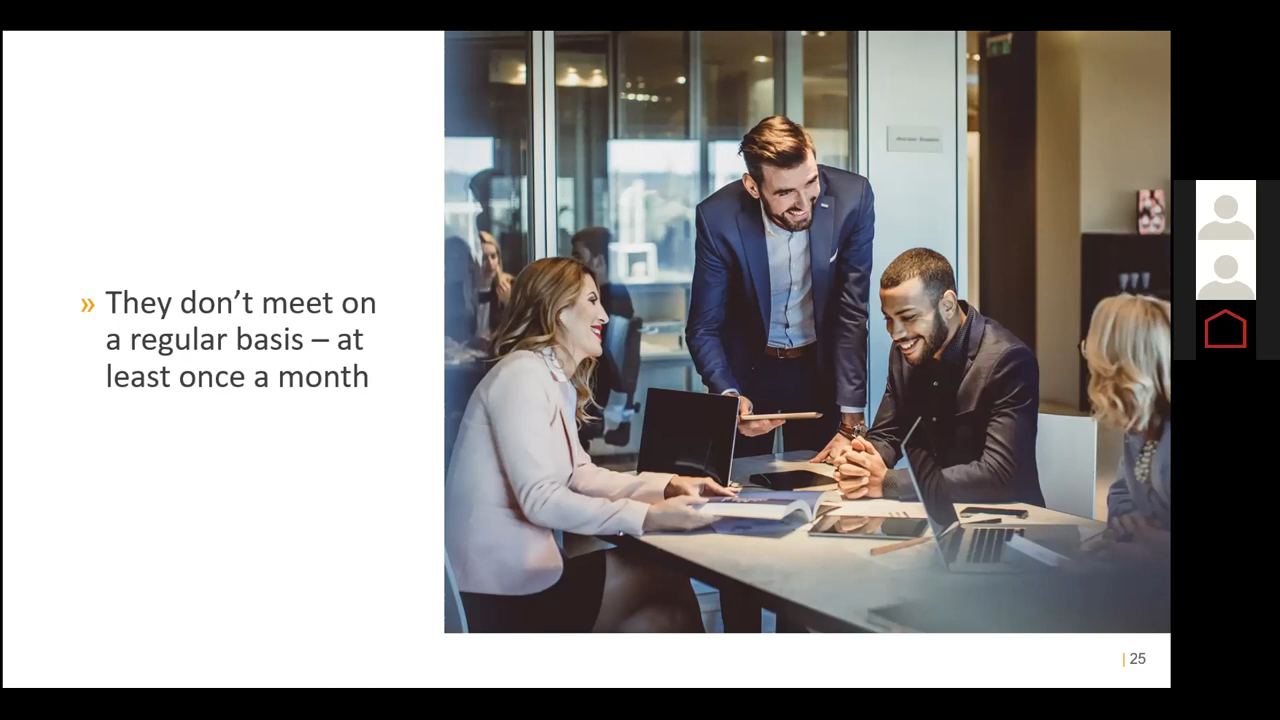 » They don’t meet on
a regular basis – at
least once a month
| 25